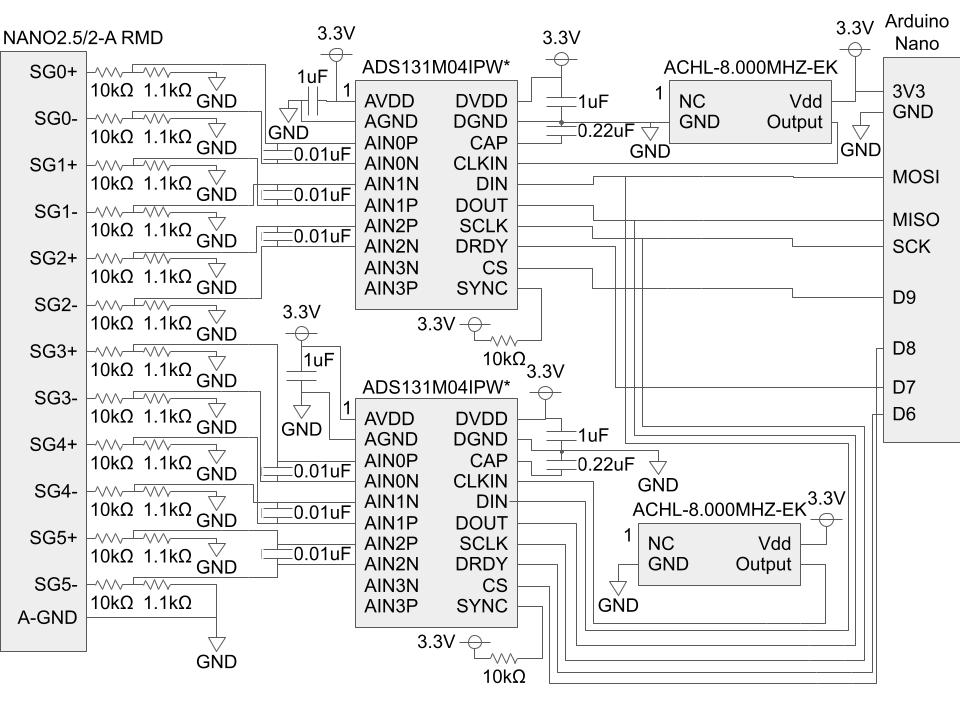 NANO2.5/2-A RMD
SG0+
10kΩ 1.1kΩ
GND
SG0-
10kΩ 1.1kΩ
GND
SG1+
10kΩ 1.1kΩ
GND
SG1-
10kΩ 1.1kΩ
GND
SG2+
10kΩ 1.1kΩ
GND
SG2-
10kΩ 1.1kΩ
GND
SG3+
10kΩ 1.1kΩ
GND
SG3-
10kΩ 1.1kΩ
GND
SG4+
10kΩ 1.1kΩ
GND
SG4-
10kΩ 1.1kΩ
GND
SG5+
10kΩ 1.1kΩ
GND
SG5-
10kΩ 1.1kΩ
A-GND
GND
3.3V
1uF
GND
0.01uF
0.01uF
0.01uF
ADS131M04IPW*
1
AVDD DVDD
AGND DGND
AIN0P CAP
AIN0N CLKIN
AIN1N DIN
AIN1P DOUT
AIN2P SCLK
AIN2N DRDY
AIN3N CS
AIN3P SYNC
3.3V
10kΩ
3.3V
1uF
0.22uF
GND
ACHL-8.000MHZ-EK
1
NC Vdd
GND Output
3.3V
GND
Arduino
Nano
3V3
GND
MOSI
MISO
SCK
D9
D8
D7
D6
3.3V
1uF
GND
0.01uF
0.01uF
0.01uF
ADS131M04IPW*
1
AVDD DVDD
AGND DGND
AIN0P CAP
AIN0N CLKIN
AIN1N DIN
AIN1P DOUT
AIN2P SCLK
AIN2N DRDY
AIN3N CS
AIN3P SYNC
3.3V
10kΩ
3.3V
1uF
0.22uF
GND
ACHL-8.000MHZ-EK
1
NC Vdd
GND Output
3.3V
GND